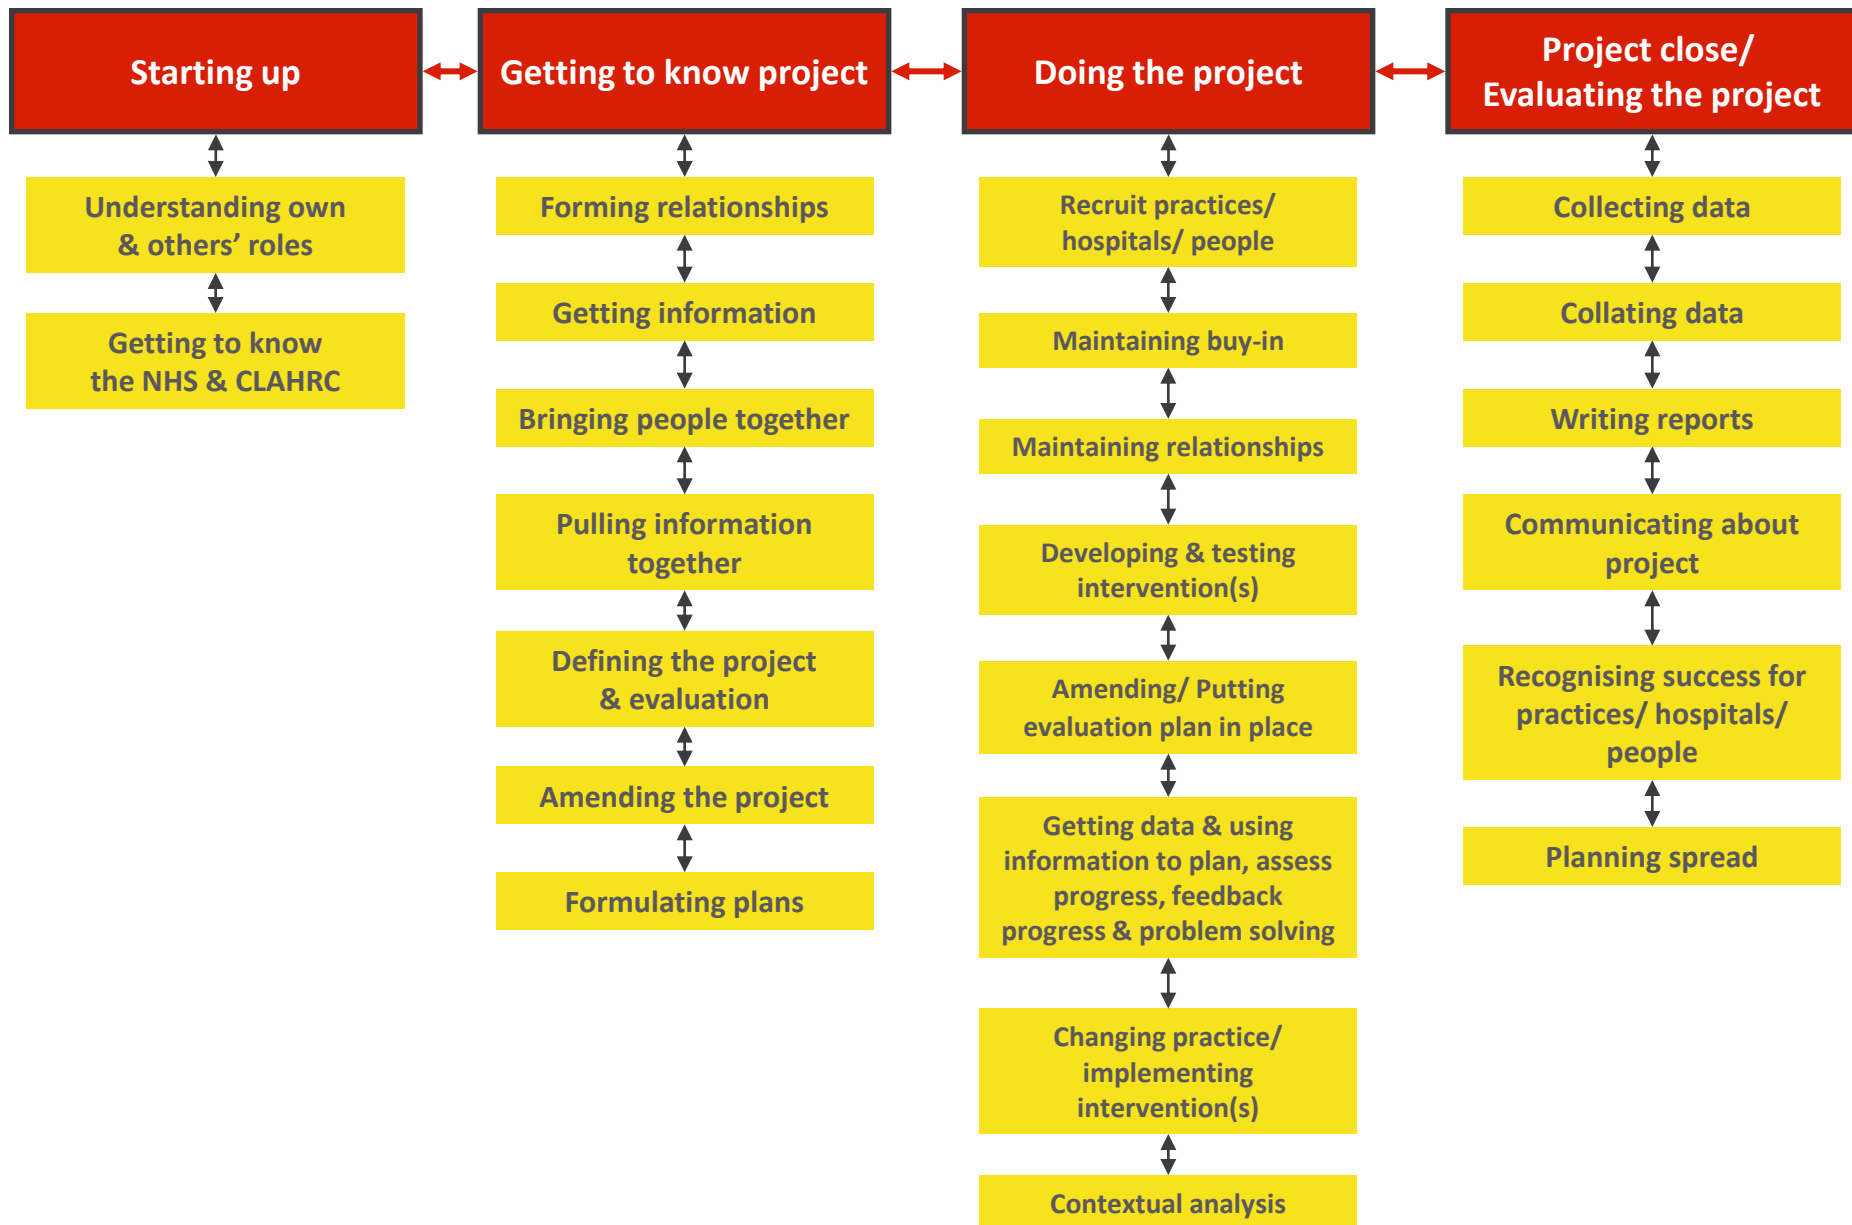 Starting up
Understanding own
& others’ roles
Getting to know
the NHS & CLAHRC
Getting to know project
Forming relationships
Getting information
Bringing people together
Pulling information
together
Defining the project
& evaluation
Amending the project
Formulating plans
Doing the project
Recruit practices/
hospitals/ people
Maintaining buy-in
Maintaining relationships
Developing & testing
intervention(s)
Amending/ Putting
evaluation plan in place
Getting data & using
information to plan, assess
progress, feedback
progress & problem solving
Changing practice/
implementing
intervention(s)
Contextual analysis
Project close/
Evaluating the project
Collecting data
Collating data
Writing reports
Communicating about
project
Recognising success for
practices/ hospitals/
people
Planning spread